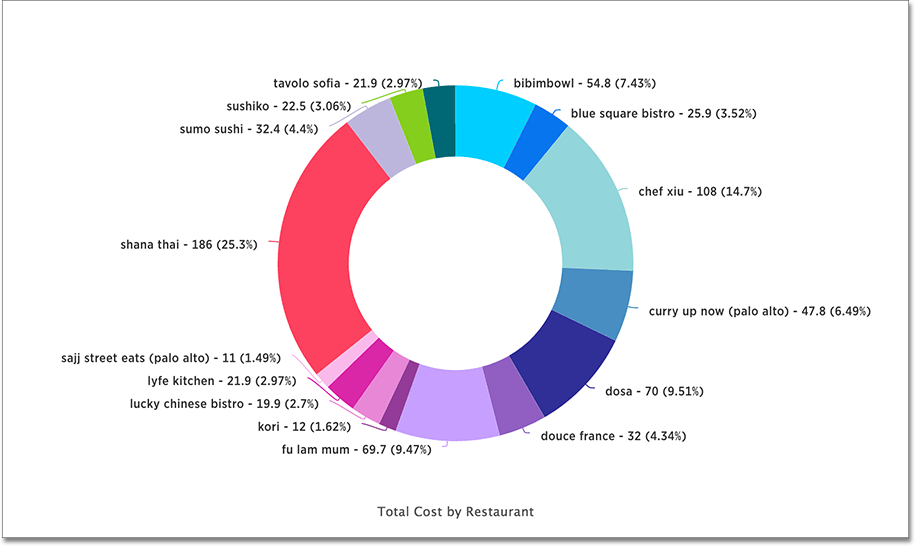 tavolo sofia - 21.9 (2.97%)
bibimbowl - 54.8 (7.43%)
sushiko - 22.5 (3.06%)
blue square bistro - 25.9 (3.52%)
sumo sushi - 32.4 (4.4%)
chef xiu - 108 (14.7%)
shana thai - 186 (25.3%)
curry up now (palo alto) - 47.8 (6.49%)
sajj street eats (palo alto) - 11 (1.49%)
lyfe kitchen - 21.9 (2.97%)
dosa - 70 (9.51%)
lucky chinese bistro - 19.9 (2.7%)
kori - 12 (1.62%)
douce france - 32 (4.34%)
fu lam mum - 69.7 (9.47%)
Total Cost by Restaurant